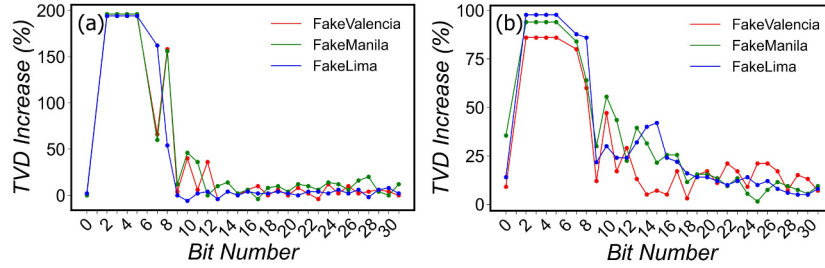 (a)
TVD Increase (%)
200
150
100
50
0
FakeValencia
FakeManila
FakeLima
0 2 4 6 8 10 12 14 16 18 20 22 24 26 28 30
Bit Number
(b)
TVD Increase (%)
100
75
50
25
0
FakeValencia
FakeManila
FakeLima
0 2 4 6 8 10 12 14 16 18 20 22 24 26 28 30
Bit Number